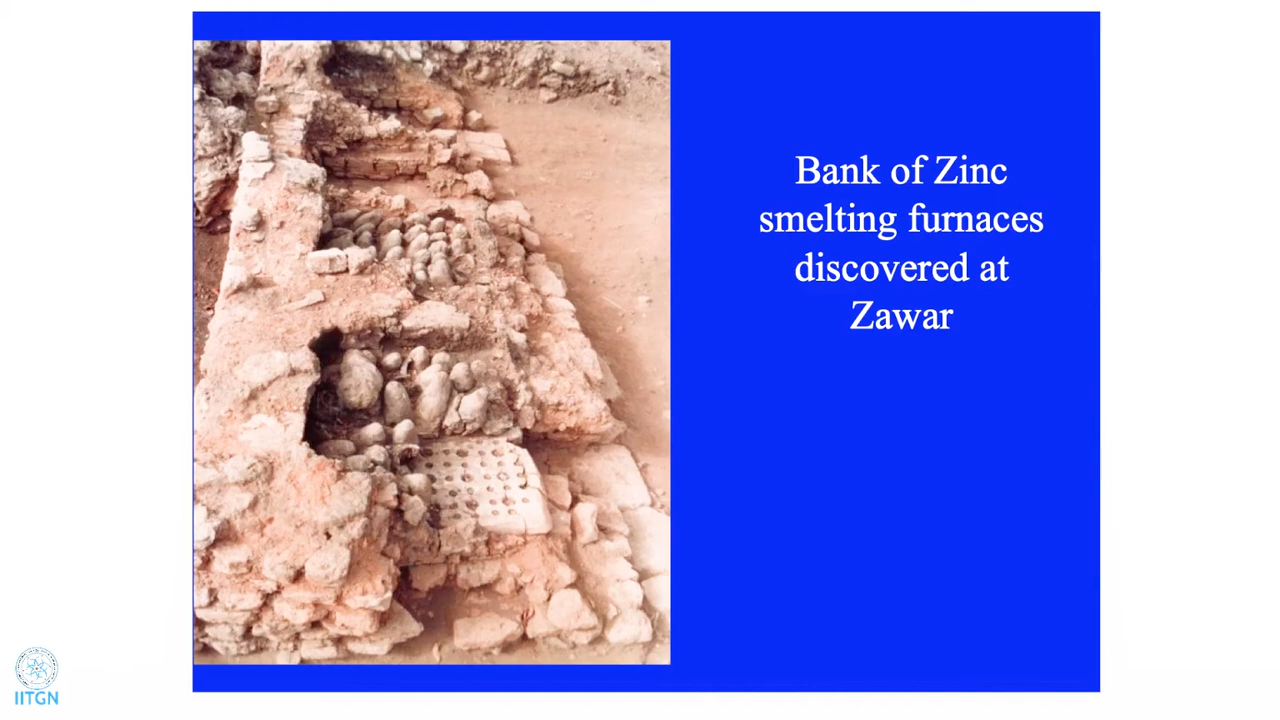 Bank of Zinc
smelting furnaces
discovered at
Zawar
IITGN